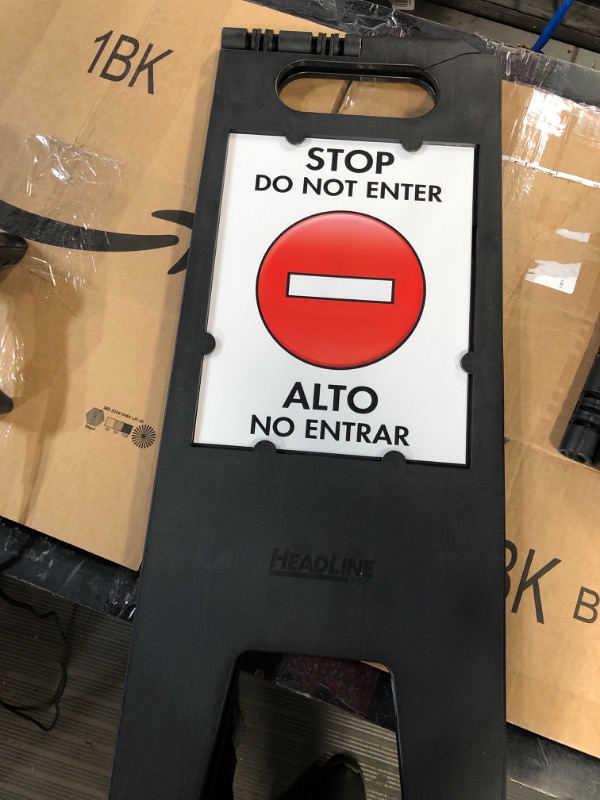 1BK
STOP
DO NOT ENTER
ALTO
NO ENTRAR
HEADLINE
BK B